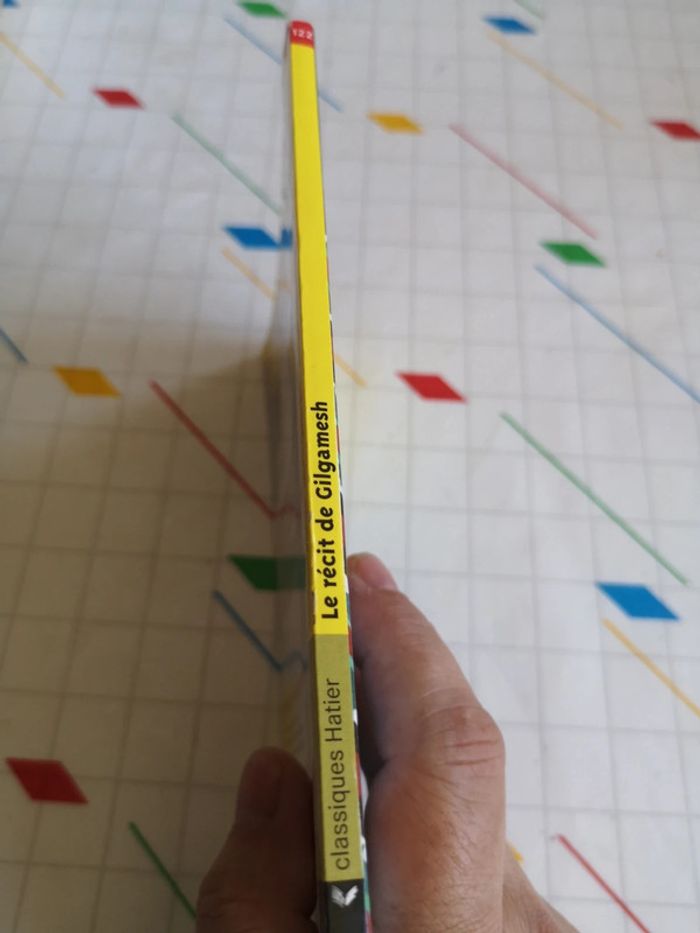 122
Le récit de Gilgamesh
classiques Hatier